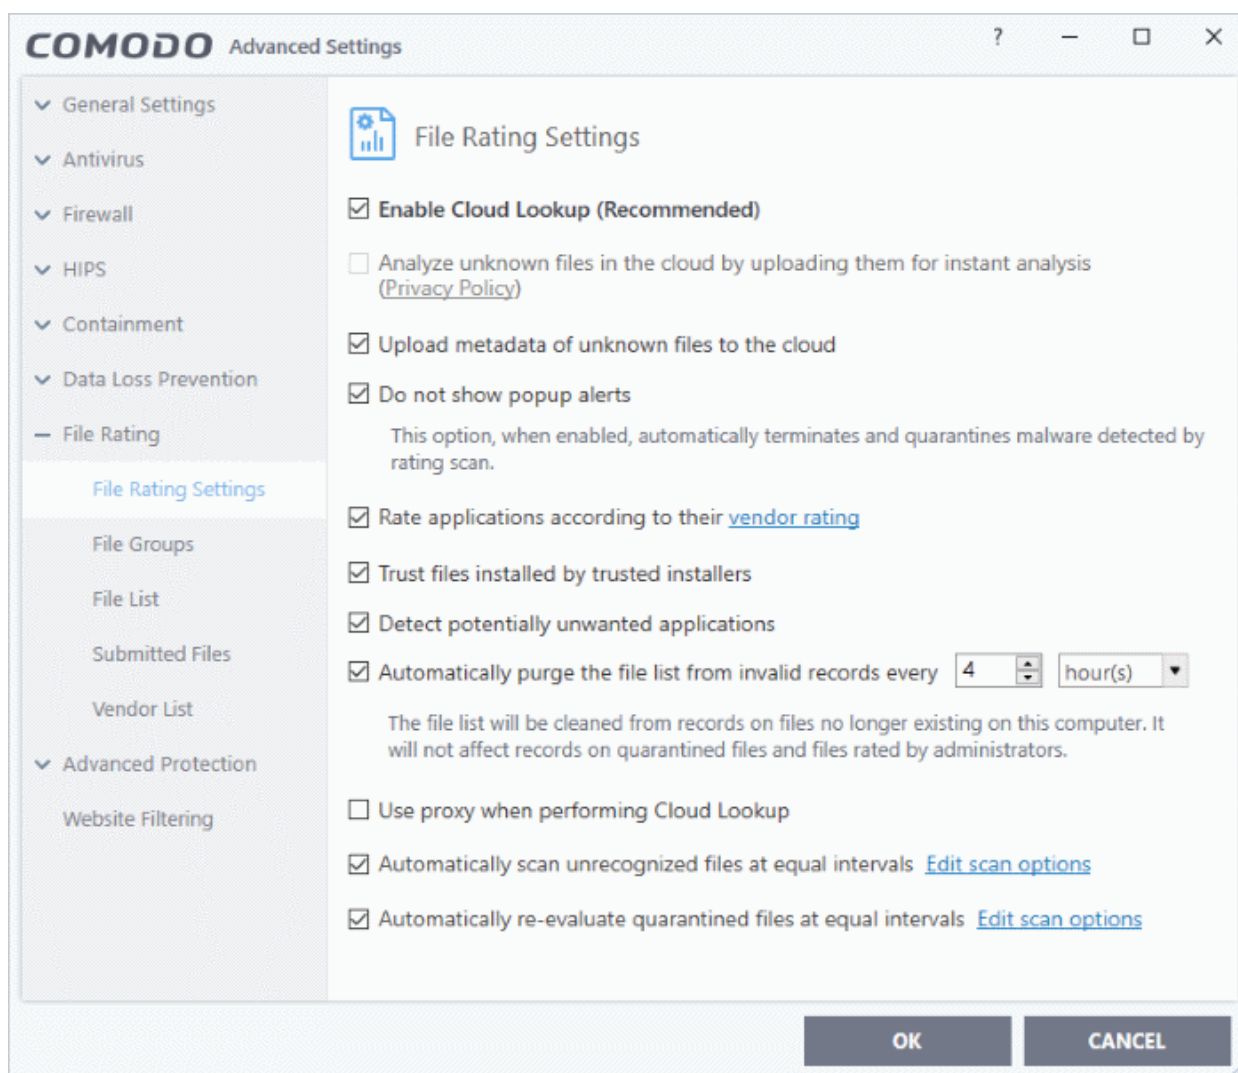 COMODO Advanced Settings ?
General Settings
Antivirus
Firewall
HIPS
Containment
Data Loss Prevention
File Rating
File Rating Settings
File Groups
File List
Submitted Files
Vendor List
Advanced Protection
Website Filtering
File Rating Settings
Enable Cloud Lookup (Recommended)
Analyze unknown files in the cloud by uploading them for instant analysis
(Privacy Policy)
Upload metadata of unknown files to the cloud
Do not show popup alerts
This option, when enabled, automatically terminates and quarantines malware detected by
rating scan.
Rate applications according to their vendor rating
Trust files installed by trusted installers
Detect potentially unwanted applications
Automatically purge the file list from invalid records every 4 hour(s)
The file list will be cleaned from records on files no longer existing on this computer. It
will not affect records on quarantined files and files rated by administrators.
Use proxy when performing Cloud Lookup
Automatically scan unrecognized files at equal intervals Edit scan options
Automatically re-evaluate quarantined files at equal intervals Edit scan options
OK CANCEL